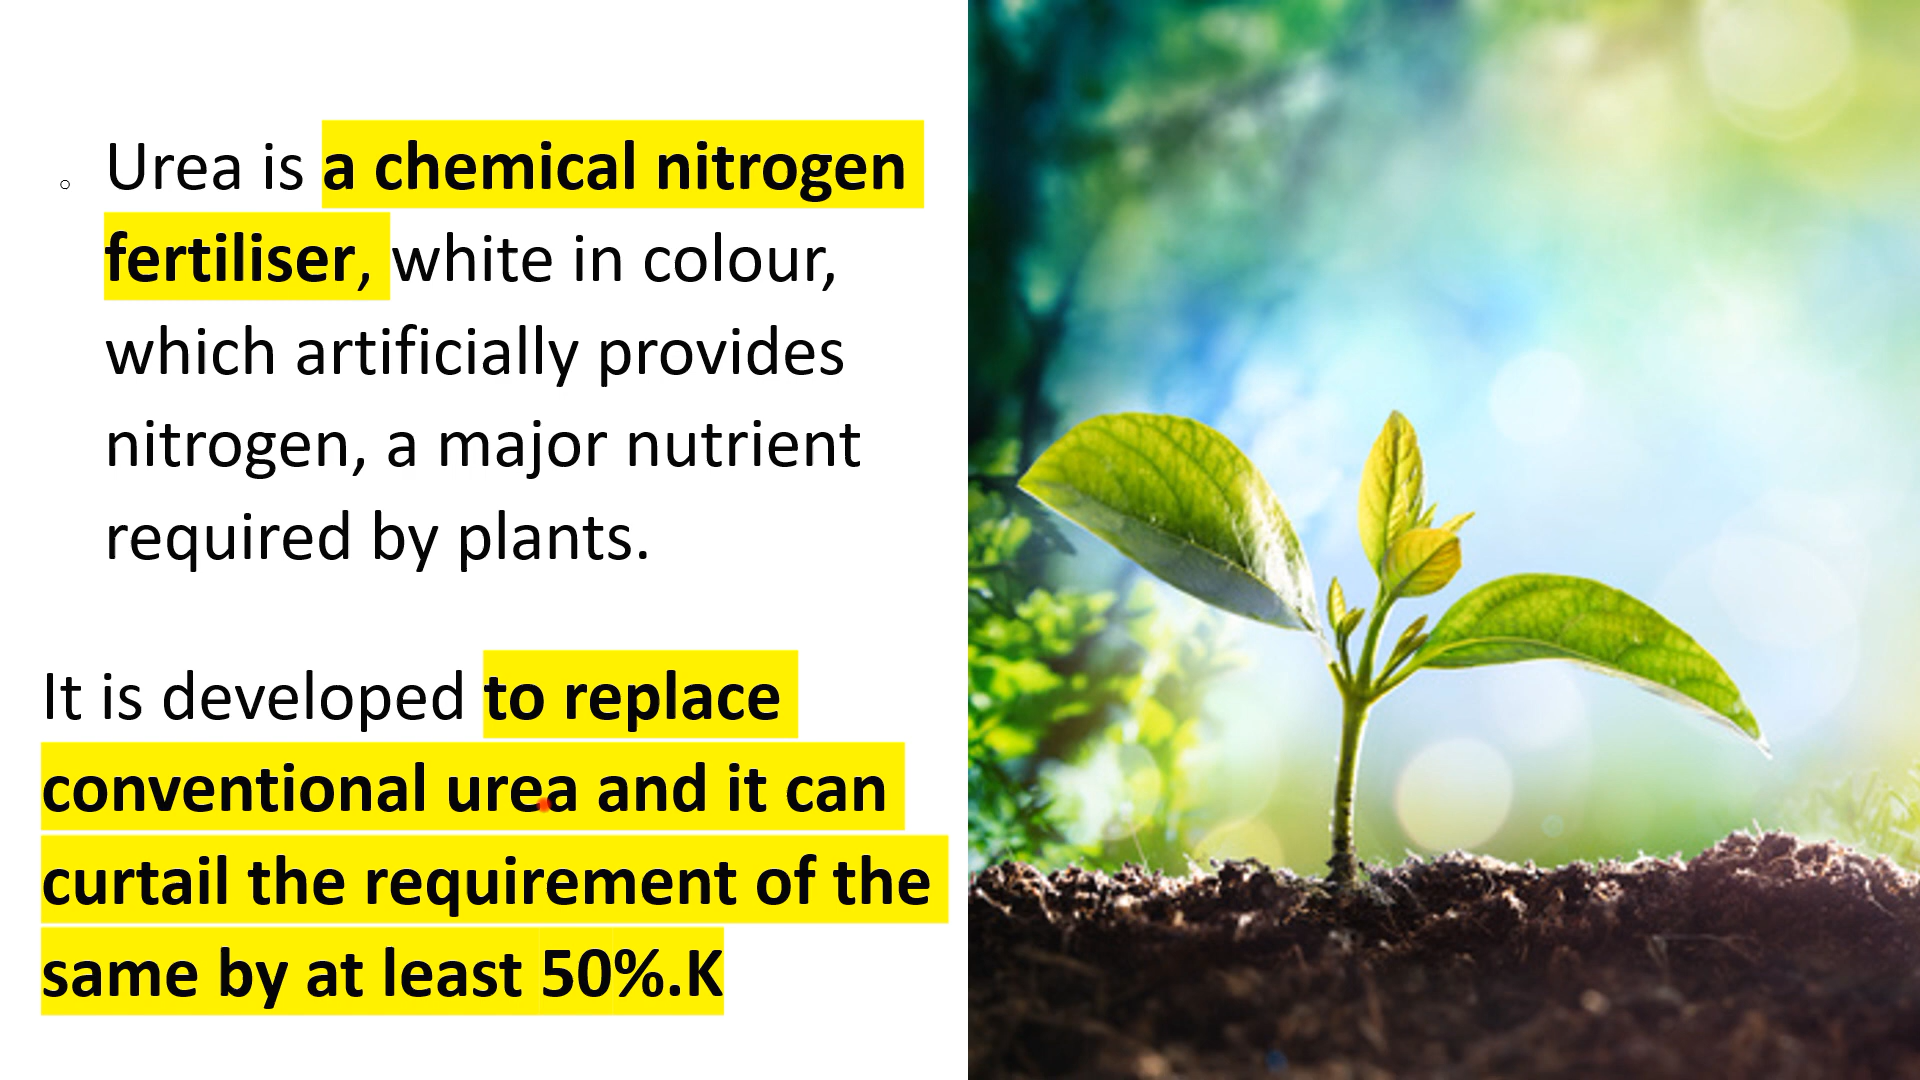 Urea is a chemical nitrogen
fertiliser, white in colour,
which artificially provides
nitrogen, a major nutrient
required by plants.
It is developed to replace
conventional urea and it can
curtail the requirement of the
same by at least 50%.K